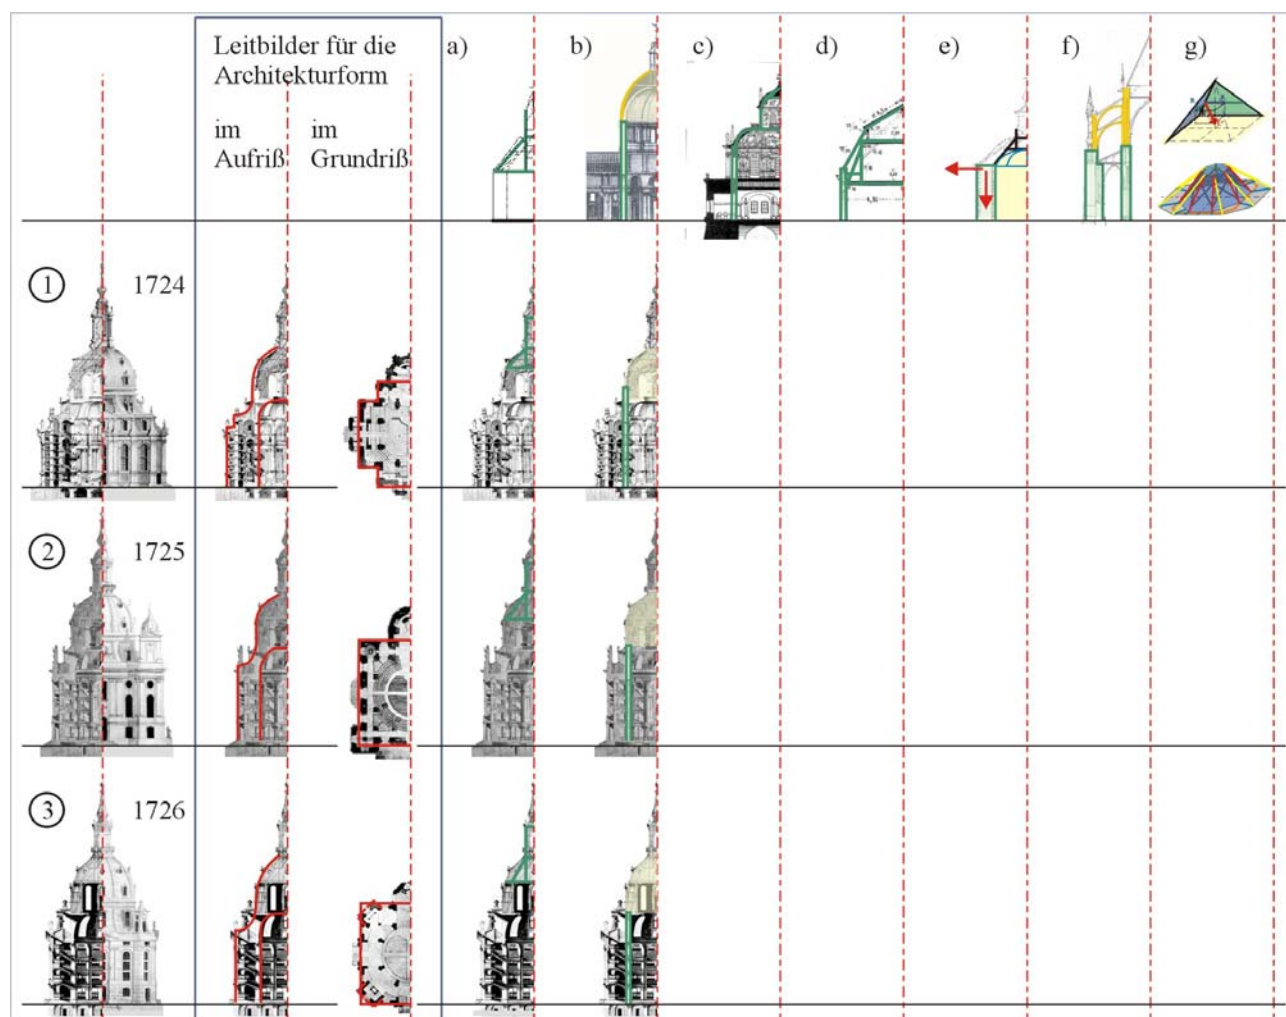 Leitbilder für die
Architekturform
im
Aufriß
im
Grundriß
a)
b)
c)
d)
e)
f)
g)
1
1724
2
1725
3
1726